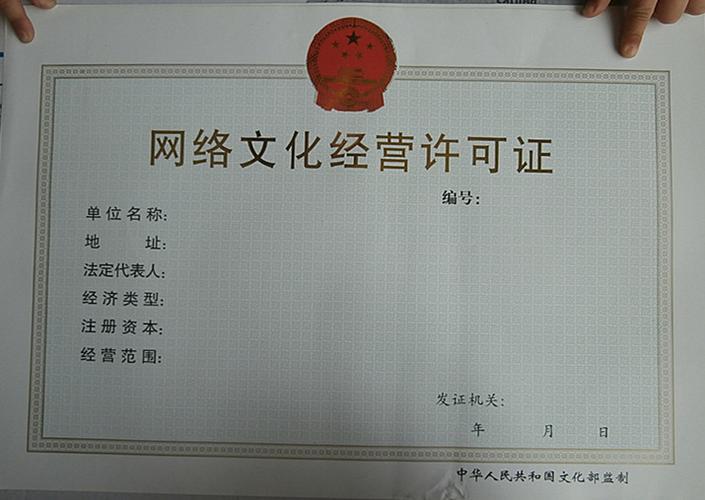 网络文化经营许可证
编号:
单位名称:
地 址:
法定代表人:
经济类型:
注册资本:
经营范围:
发证机关:
年 月 日
中华人民共和国文化部监制